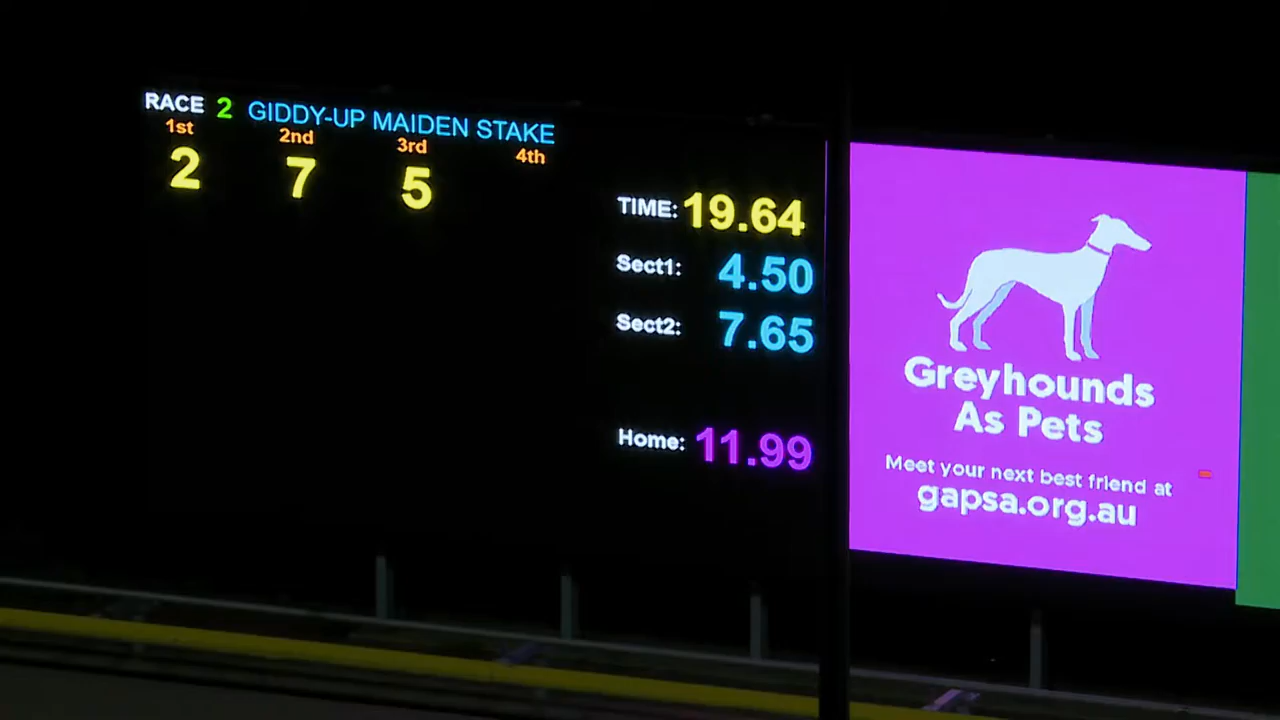 RACE 2 GIDDY-UP MAIDEN STAKE
1st 2nd 3rd 4th
2 7 5
TIME: 19.64
Sect1: 4.50
Sect2: 7.65
Home: 11.99
Greyhounds
As Pets
Meet your next best friend at
gapsa.org.au